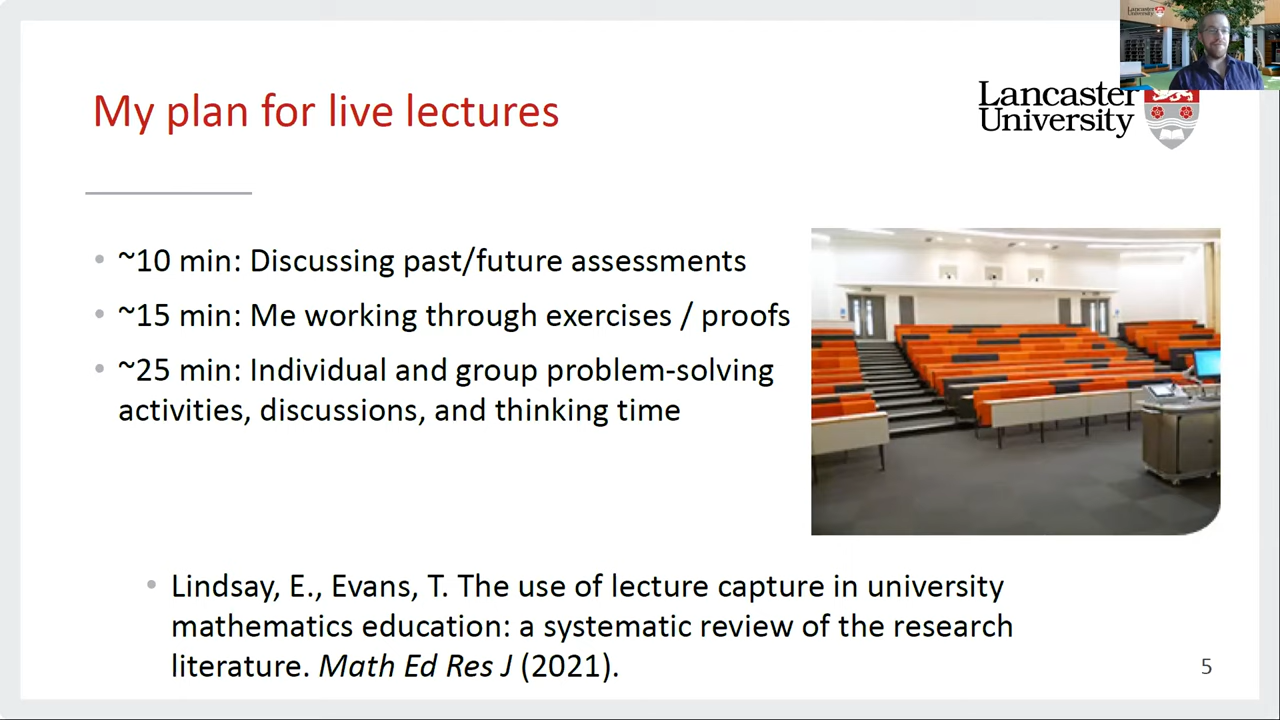 My plan for live lectures
Lancaster
University
Lancaster
University
• ~10 min: Discussing past/future assessments
• ~15 min: Me working through exercises / proofs
• ~25 min: Individual and group problem-solving
activities, discussions, and thinking time
• Lindsay, E., Evans, T. The use of lecture capture in university
mathematics education: a systematic review of the research
literature. Math Ed Res J (2021).
5